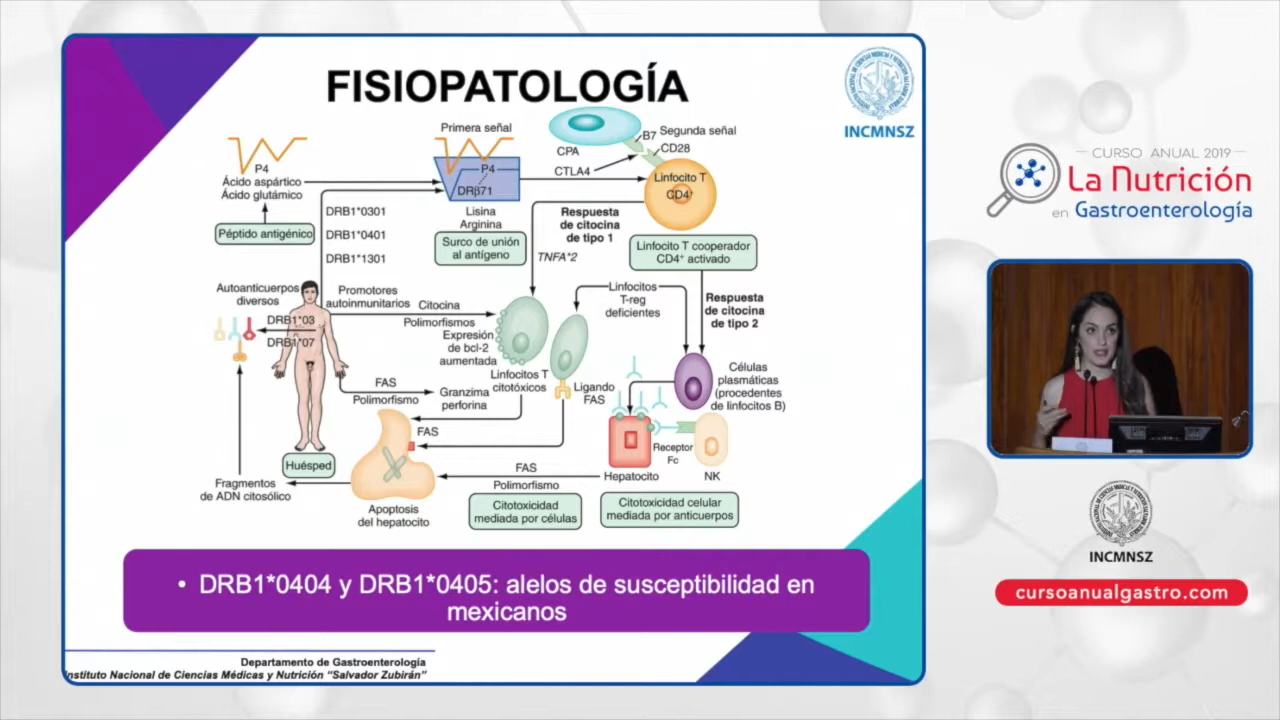 FISIOPATOLOGÍA
INCMNSZ
Primera señal
P4
Ácido aspártico
Ácido glutámico
Péptido antigénico
P4
DRβ71
Lisina
Arginina
Surco de unión
al antígeno
CPA
B7
Segunda señal
CD28
CTLA4
Linfocito T
CD4+
DRB1*0301
DRB1*0401
DRB1*1301
Respuesta
de citocina
de tipo 1
TNFA*2
Linfocito T cooperador
CD4+ activado
Autoanticuerpos
diversos
DRB1*03
DRB1*07
Promotores
autoinmunitarios
Citocina
Polimorfismos
Expresión
de bcl-2
aumentada
Linfocitos T
citotóxicos
Linfocitos
T-reg
deficientes
Respuesta
de citocina
de tipo 2
Células
plasmáticas
(procedentes
de linfocitos B)
FAS
Polimorfismo
Granzima
perforina
Ligando
FAS
FAS
Receptor
Fc
Hepatocito
NK
Huésped
Fragmentos
de ADN citosólico
Apoptosis
del hepatocito
FAS
Polimorfismo
Citotoxicidad
mediada por células
Citotoxicidad celular
mediada por anticuerpos
• DRB1*0404 y DRB1*0405: alelos de susceptibilidad en
mexicanos
Departamento de Gastroenterología
Instituto Nacional de Ciencias Médicas y Nutrición “Salvador Zubirán”
CURSO ANUAL 2019
La Nutrición
en Gastroenterología
INCMNSZ
cursoanualgastro.com